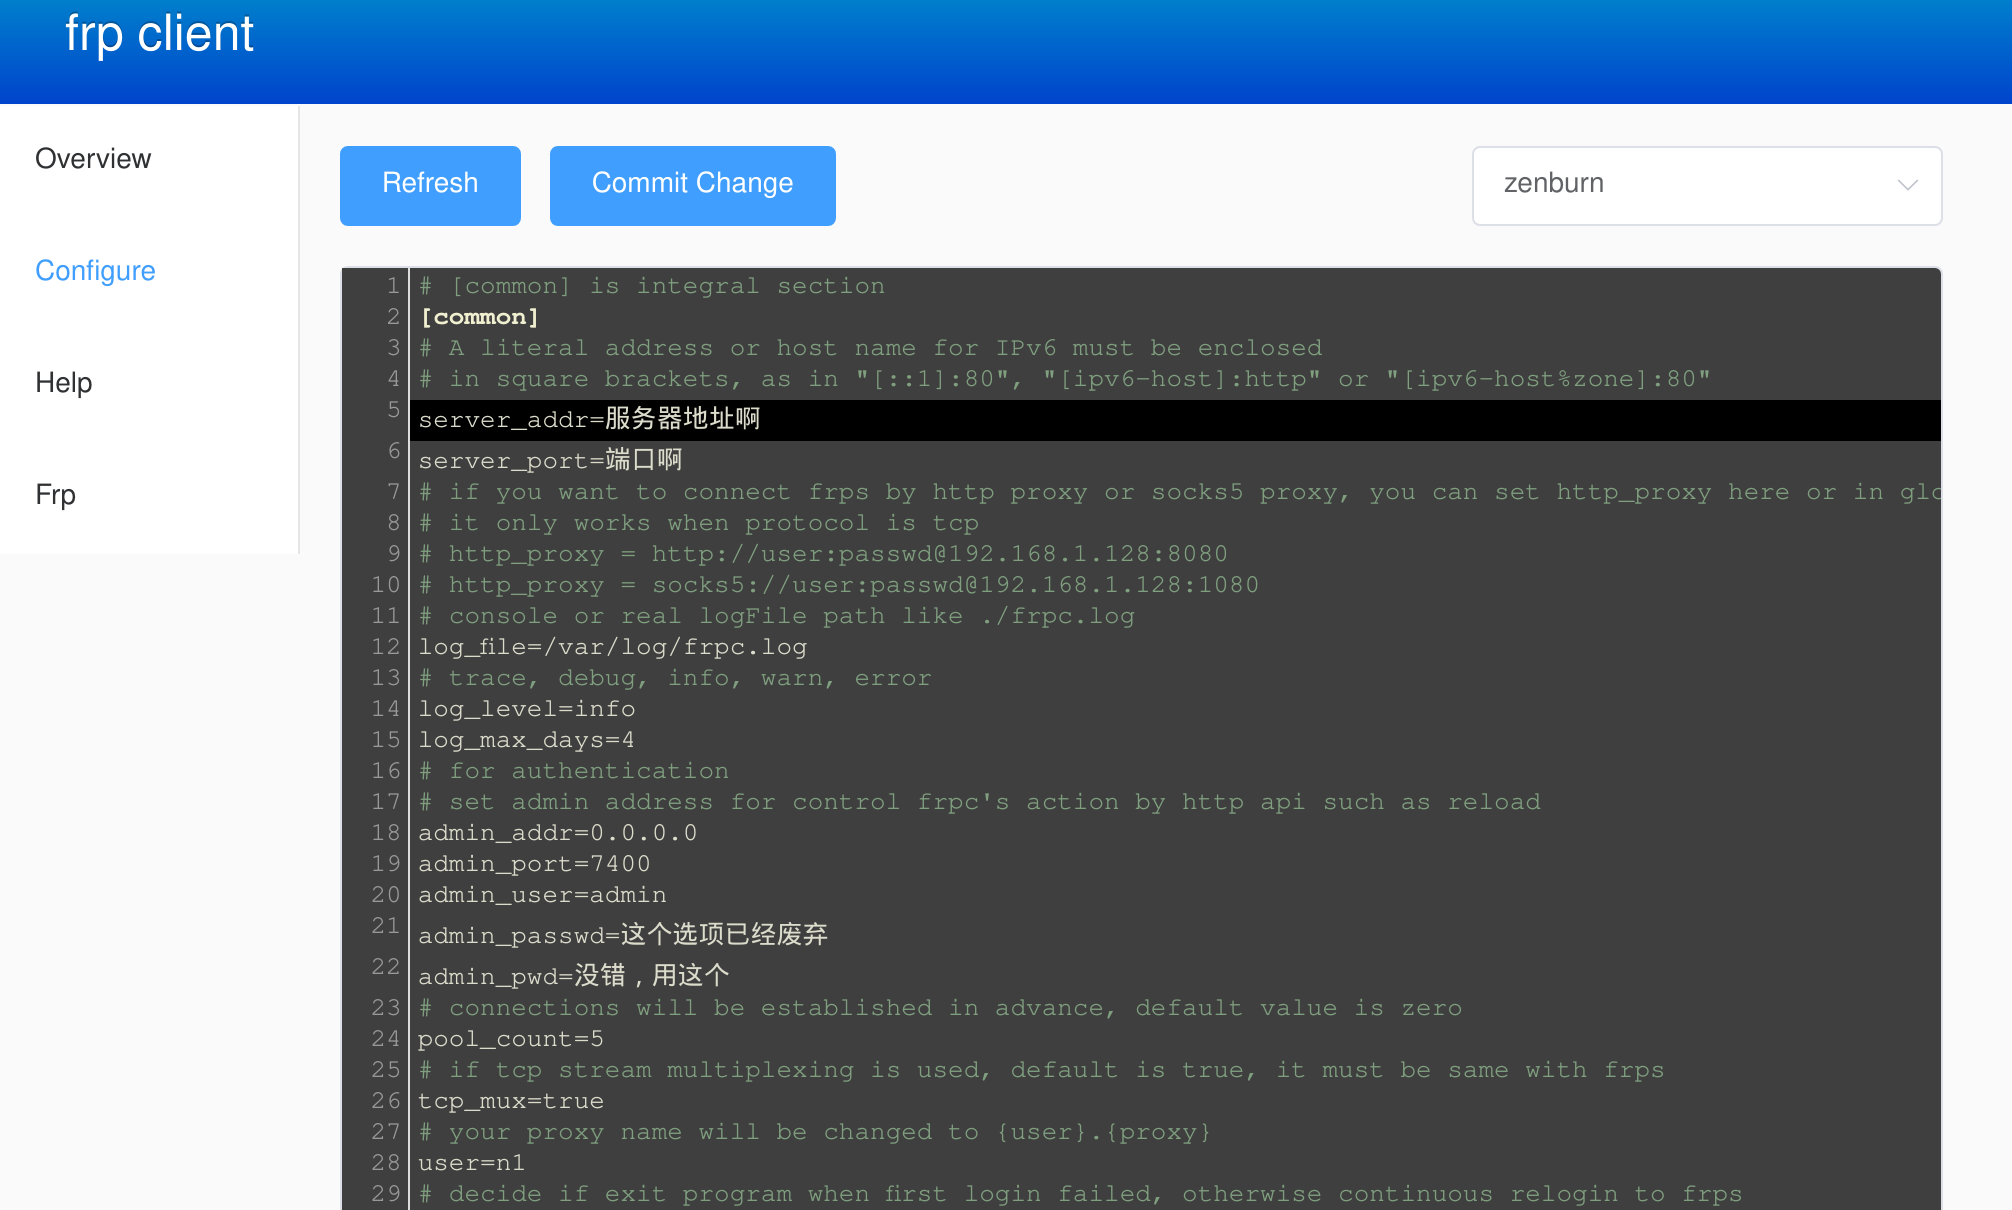 frp client
Overview
Configure
Help
Frp
Refresh
Commit Change
zenburn
1 # [common] is integral section
2 [common]
3 # A literal address or host name for IPv6 must be enclosed
4 # in square brackets, as in "[::1]:80", "[ipv6-host]:http" or "[ipv6-host%zone]:80"
5 server_addr=服务器地址啊
6 server_port=端口啊
7 # if you want to connect frps by http proxy or socks5 proxy, you can set http_proxy here or in glo
8 # it only works when protocol is tcp
9 # http_proxy = http://user:passwd@192.168.1.128:8080
10 # http_proxy = socks5://user:passwd@192.168.1.128:1080
11 # console or real logFile path like ./frpc.log
12 log_file=/var/log/frpc.log
13 # trace, debug, info, warn, error
14 log_level=info
15 log_max_days=4
16 # for authentication
17 # set admin address for control frpc's action by http api such as reload
18 admin_addr=0.0.0.0
19 admin_port=7400
20 admin_user=admin
21 admin_passwd=这个选项已经废弃
22 admin_pwd=没错，用这个
23 # connections will be established in advance, default value is zero
24 pool_count=5
25 # if tcp stream multiplexing is used, default is true, it must be same with frps
26 tcp_mux=true
27 # your proxy name will be changed to {user}.{proxy}
28 user=n1
29 # decide if exit program when first login failed, otherwise continuous relogin to frps